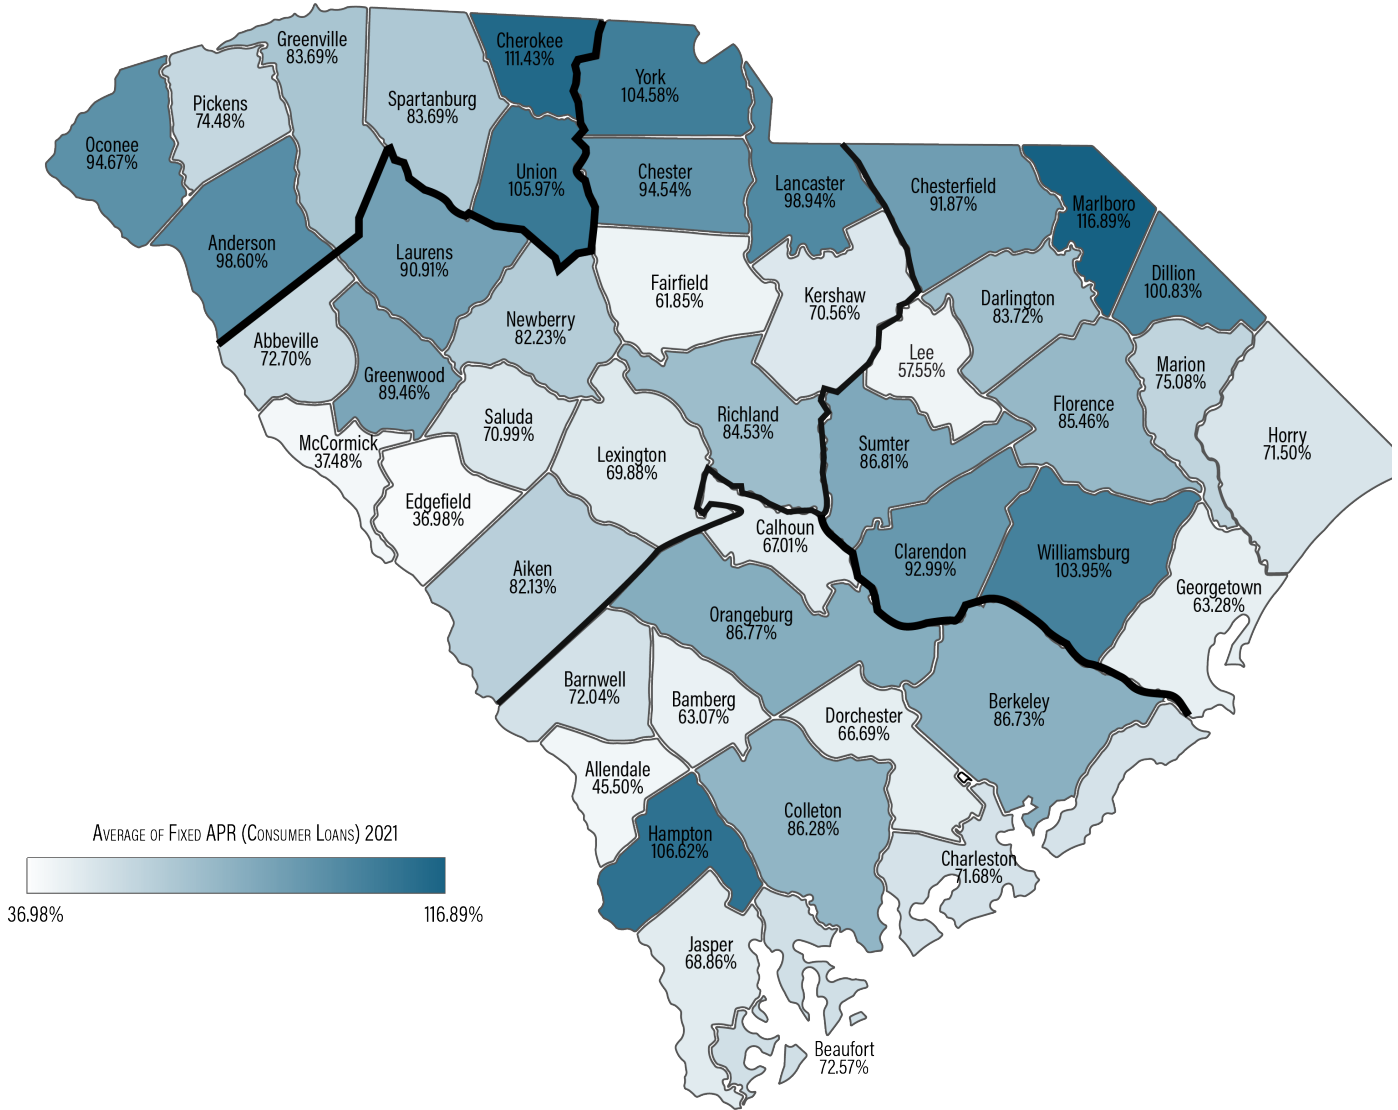 Greenville
83.69%
Cherokee
111.43%
York
104.58%
Spartanburg
83.69%
Pickens
74.48%
Oconee
94.67%
Union
105.97%
Chester
94.54%
Lancaster
98.94%
Chesterfield
91.87%
Marlboro
116.89%
Anderson
98.60%
Laurens
90.91%
Fairfield
61.85%
Kershaw
70.56%
Darlington
83.72%
Dillion
100.83%
Abbeville
72.70%
Newberry
82.23%
Lee
57.55%
Marion
75.08%
Greenwood
89.46%
Saluda
70.99%
Richland
84.53%
Florence
85.46%
McCormick
37.48%
Lexington
69.88%
Sumter
86.81%
Horry
71.50%
Edgefield
36.98%
Calhoun
67.01%
Clarendon
92.99%
Williamsburg
103.95%
Aiken
82.13%
Georgetown
63.28%
Orangeburg
86.77%
Barnwell
72.04%
Bamberg
63.07%
Dorchester
66.69%
Berkeley
86.73%
Allendale
45.50%
Colleton
86.28%
Hampton
106.62%
Charleston
71.68%
Jasper
68.86%
Beaufort
72.57%
Average of Fixed APR (Consumer Loans) 2021
36.98%
116.89%